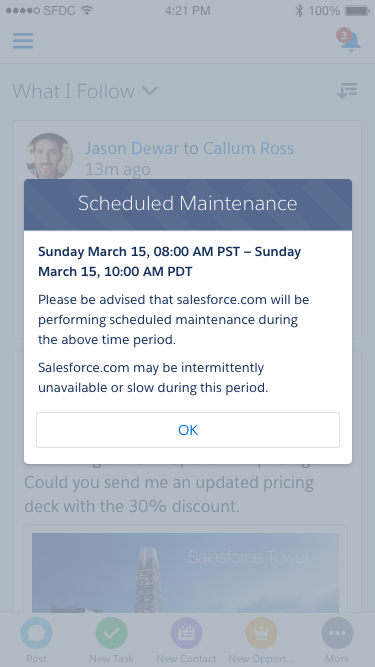 SFDC
4:21 PM
100%
3
What I Follow
Jason Dewar to Callum Ross
13m ago
Scheduled Maintenance
Sunday March 15, 08:00 AM PST – Sunday
March 15, 10:00 AM PDT
Please be advised that salesforce.com will be
performing scheduled maintenance during
the above time period.
Salesforce.com may be intermittently
unavailable or slow during this period.
OK
Could you send me an updated pricing
deck with the 30% discount.
Salesforce Tower
Post
New Task
New Contact
New Opport...
More